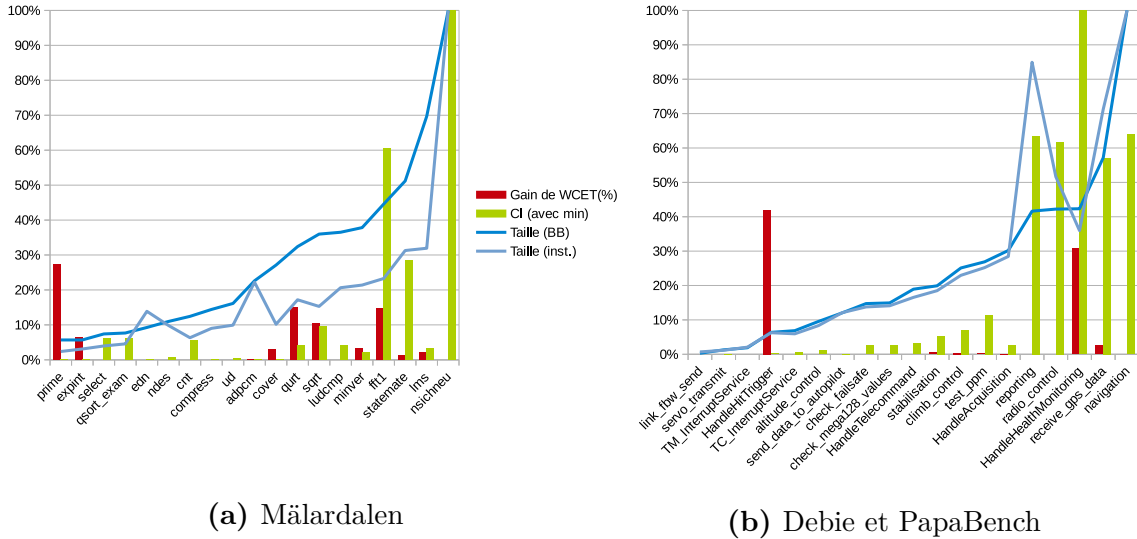 100%
90%
80%
70%
60%
50%
40%
30%
20%
10%
0%
prime
expint
select
qsort_exam
edn
ndes
cnt
compress
ud
adpcm
cover
qurt
sqrt
ludcmp
minver
fft1
statemate
lms
nsichneu
Gain de WCET(%)
CI (avec min)
Taille (BB)
Taille (inst.)
100%
90%
80%
70%
60%
50%
40%
30%
20%
10%
0%
link_fbw_send
servo_transmit
TM_InterruptService
HandleHitTrigger
TC_InterruptService
altitude_control
send_data_to_autopilot
check_failsafe
check_mega128_values
HandleTelecommand
stabilisation
climb_control
test_ppm
HandleAcquisition
reporting
radio_control
HandleHealthMonitoring
receive_gps_data
navigation
(a) Mälardalen
(b) Debie et PapaBench